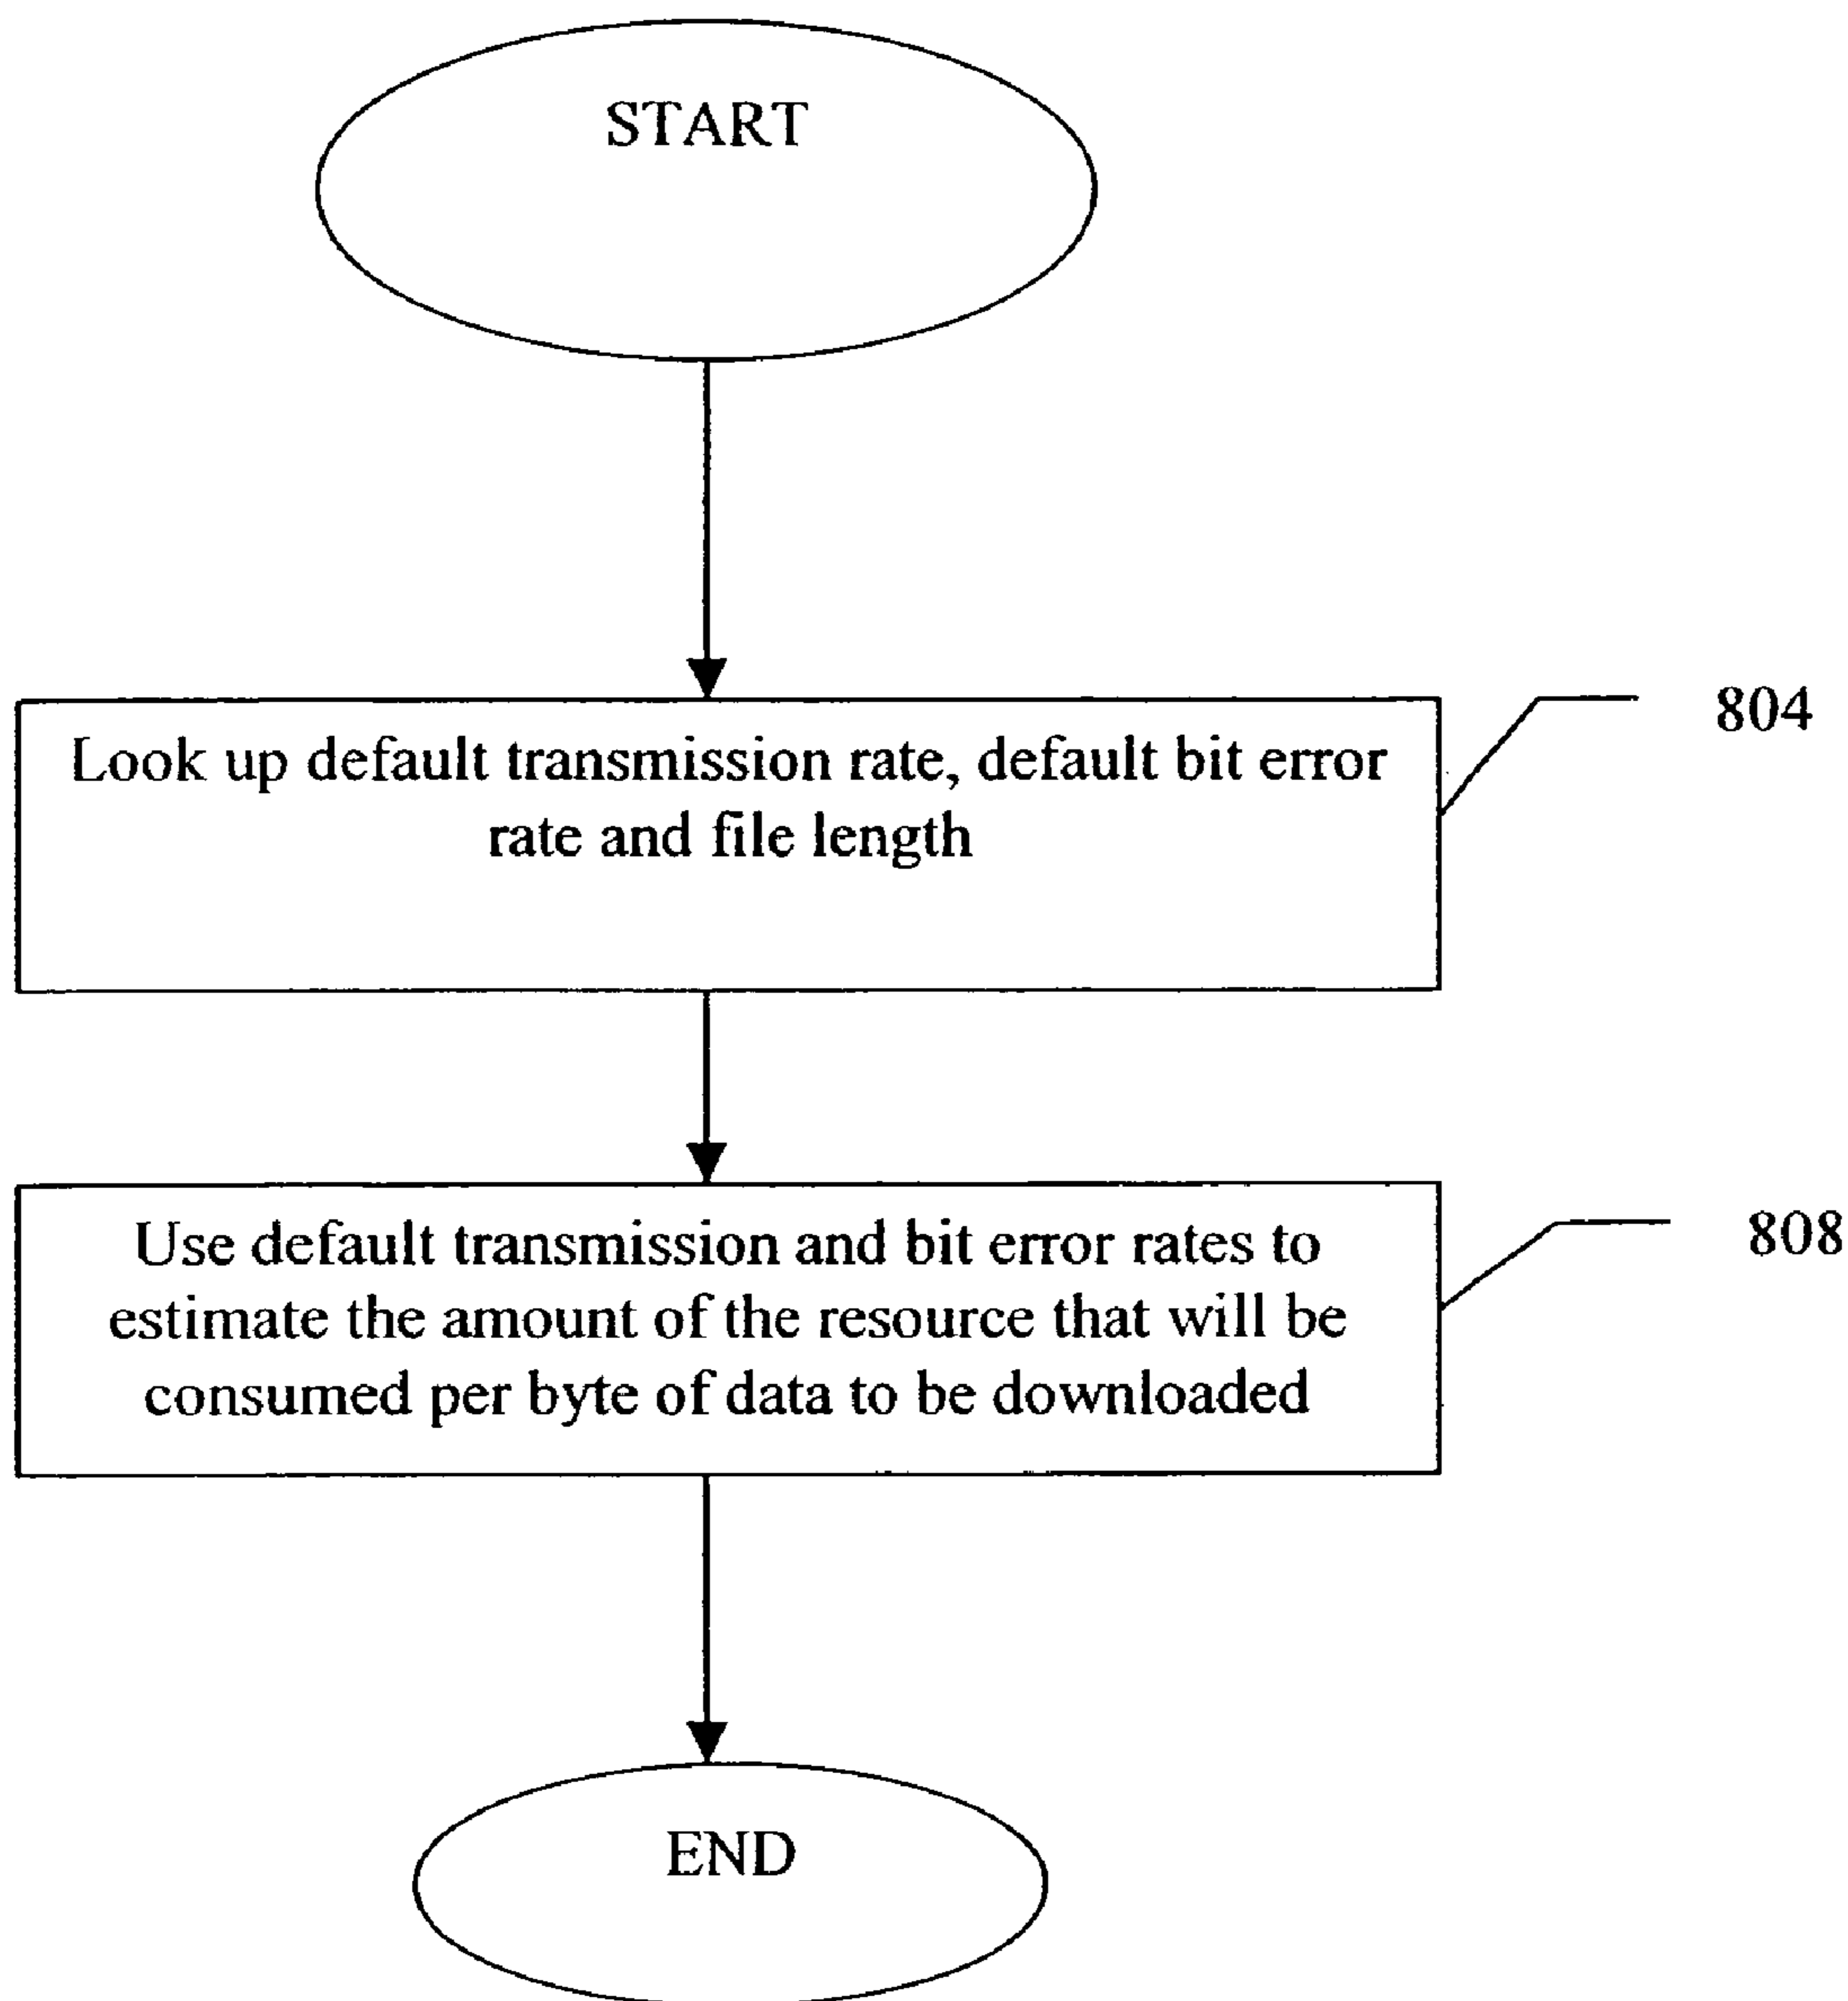 START
804
Look up default transmission rate, default bit error
rate and file length
808
Use default transmission and bit error rates to
estimate the amount of the resource that will be
consumed per byte of data to be downloaded
END